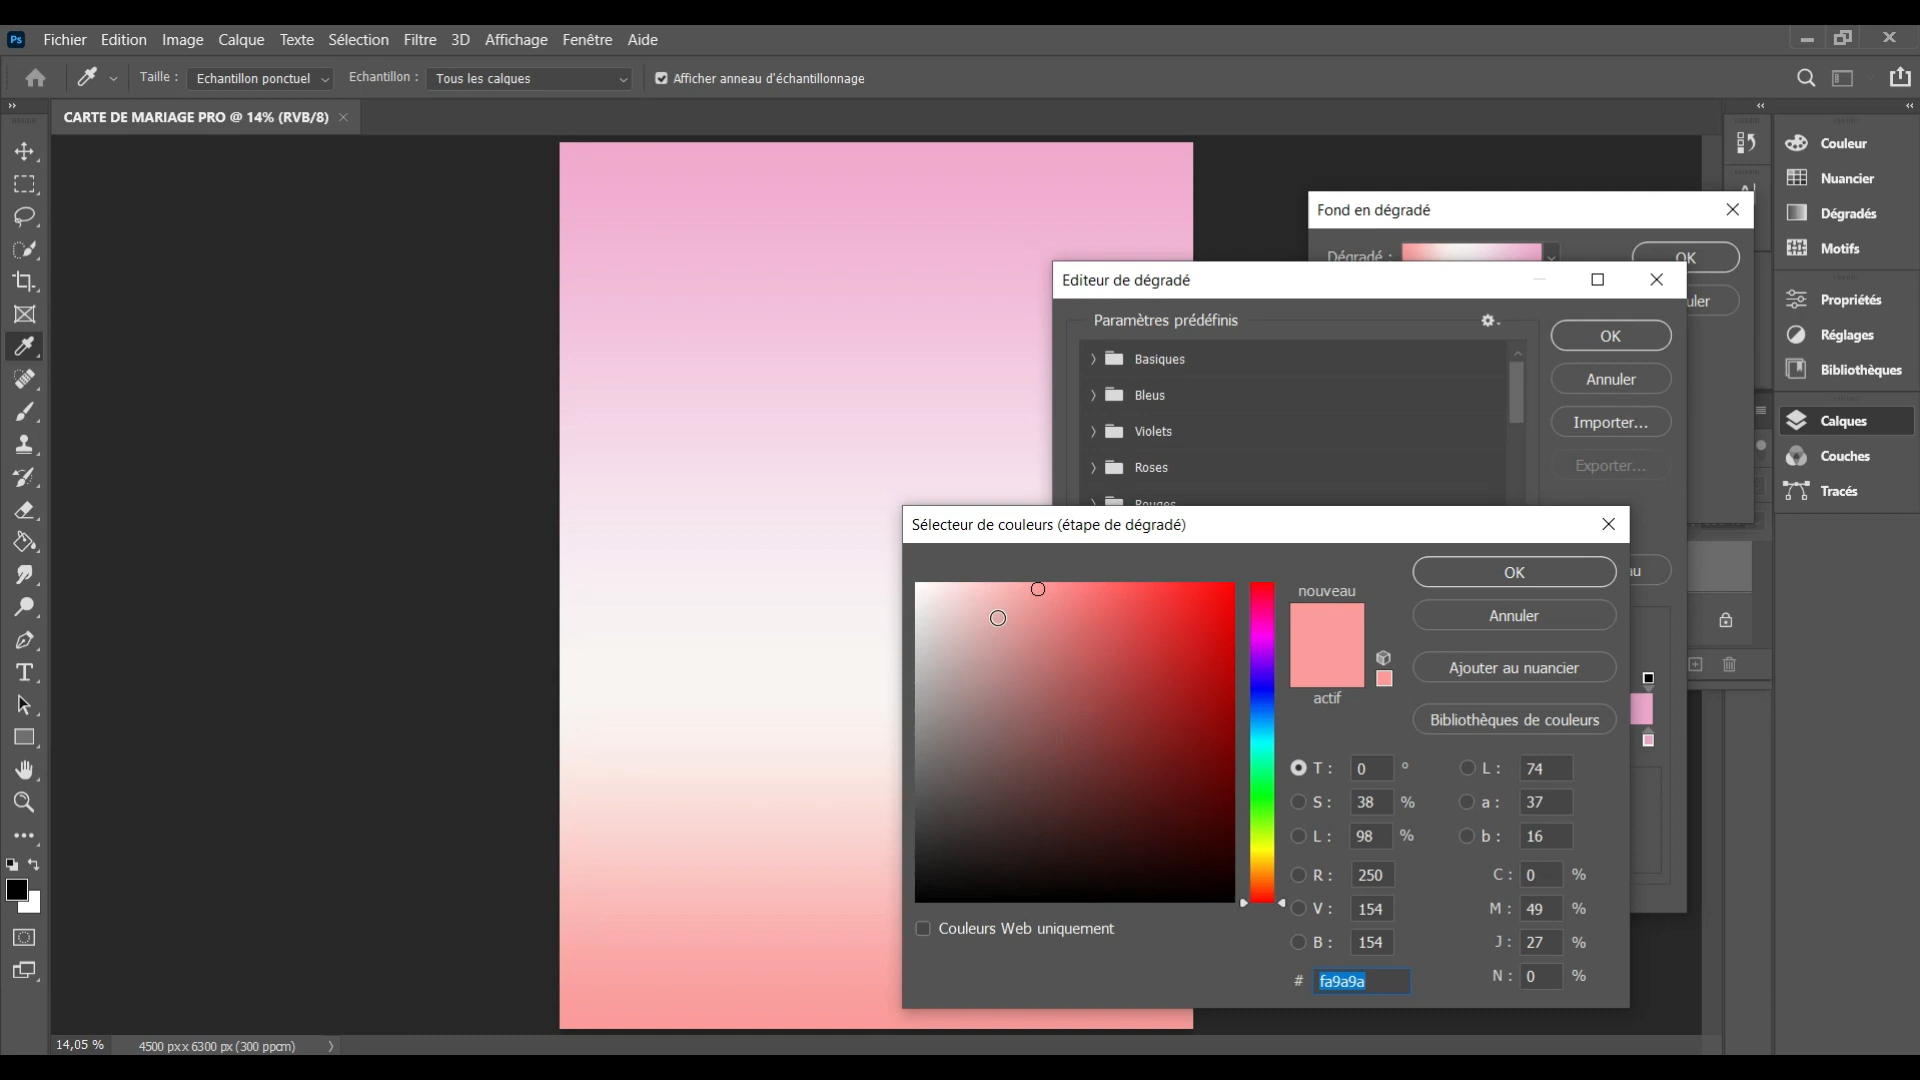 Ps Fichier Edition Image Calque Texte Sélection Filtre 3D Affichage Fenêtre Aide
Taille : Echantillon ponctuel Echantillon : Tous les calques Afficher anneau d'échantillonnage
CARTE DE MARIAGE PRO @ 14% (RVB/8)
Couleur
Nuancier
Dégradés
Motifs
Propriétés
Réglages
Bibliothèques
Calques
Couches
Tracés
Fond en dégradé
Dégradé :
OK
uler
Editeur de dégradé
Paramètres prédéfinis
Basiques
Bleus
Violets
Roses
Rouges
OK
Annuler
Importer...
Exporter...
Sélecteur de couleurs (étape de dégradé)
nouveau
actif
OK
Annuler
Ajouter au nuancier
Bibliothèques de couleurs
T : 0 °
S : 38 %
L : 98 %
R : 250
V : 154
B : 154
# fa9a9a
L : 74
a : 37
b : 16
C : 0 %
M : 49 %
J : 27 %
N : 0 %
Couleurs Web uniquement
14,05 % 4500 px x 6300 px (300 ppcm)